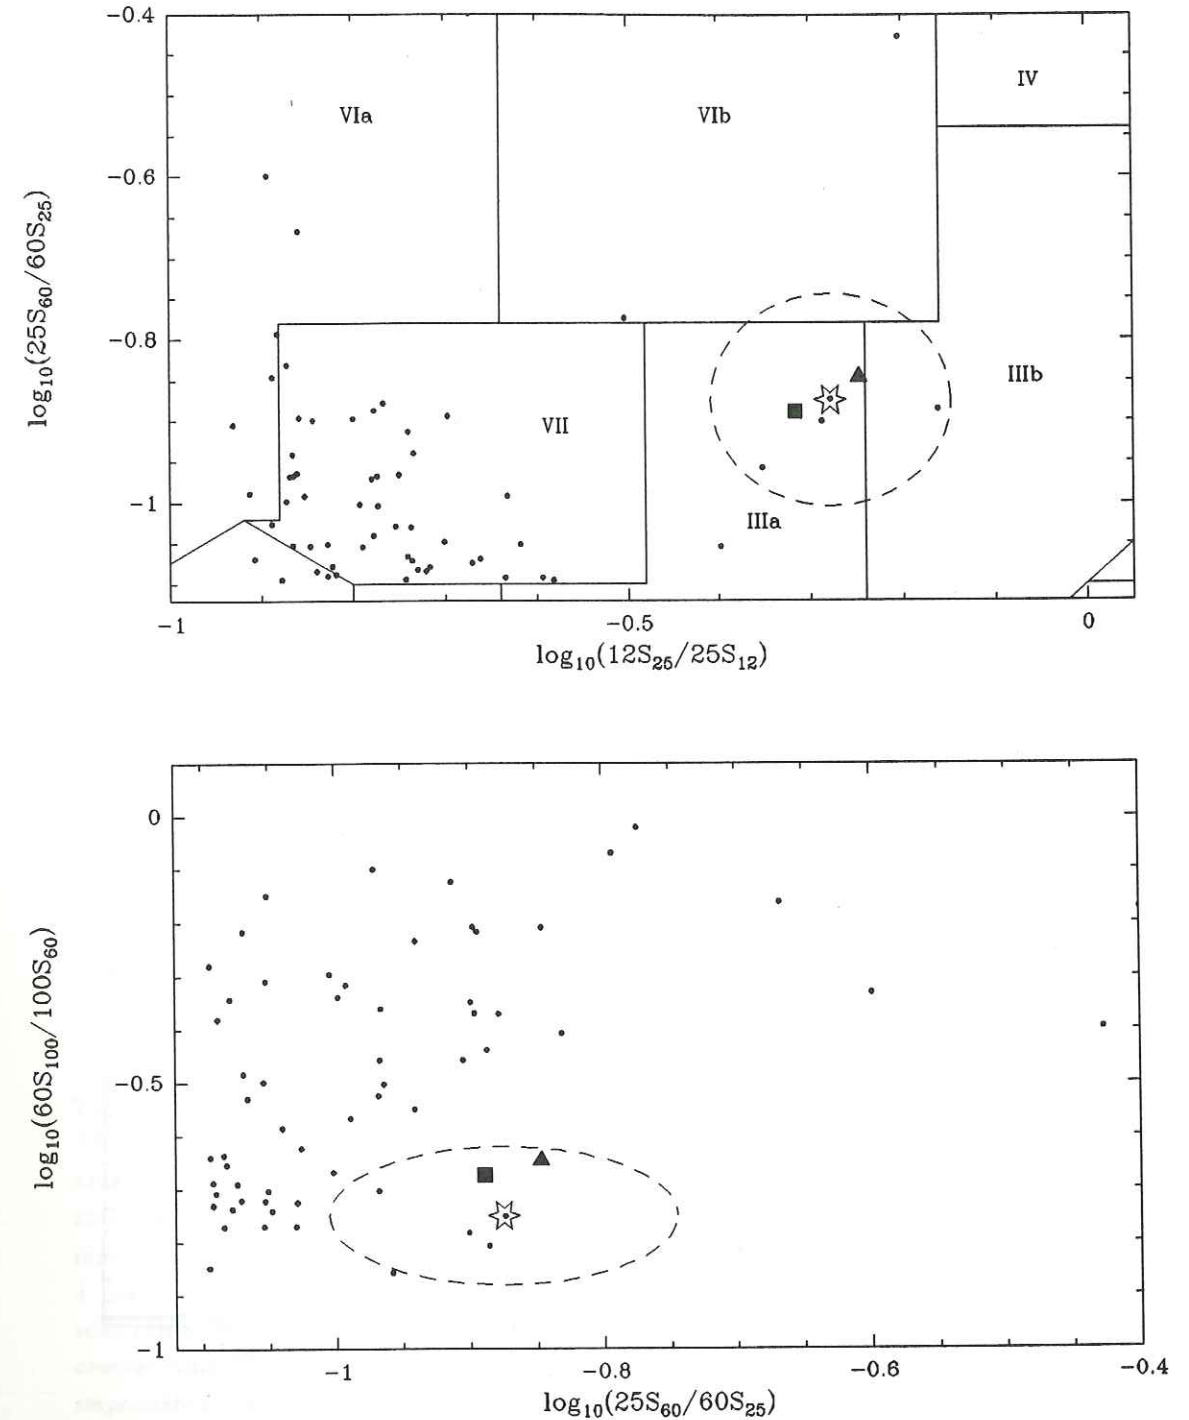 −0.4
IV
VIa
VIb
−0.6
log₁₀(25S₆₀/60S₂₅)
−0.8
IIIb
VII
−1
IIIa
−1
−0.5
0
log₁₀(12S₂₅/25S₁₂)
0
log₁₀(60S₁₀₀/100S₆₀)
−0.5
−1
−1
−0.8
−0.6
−0.4
log₁₀(25S₆₀/60S₂₅)